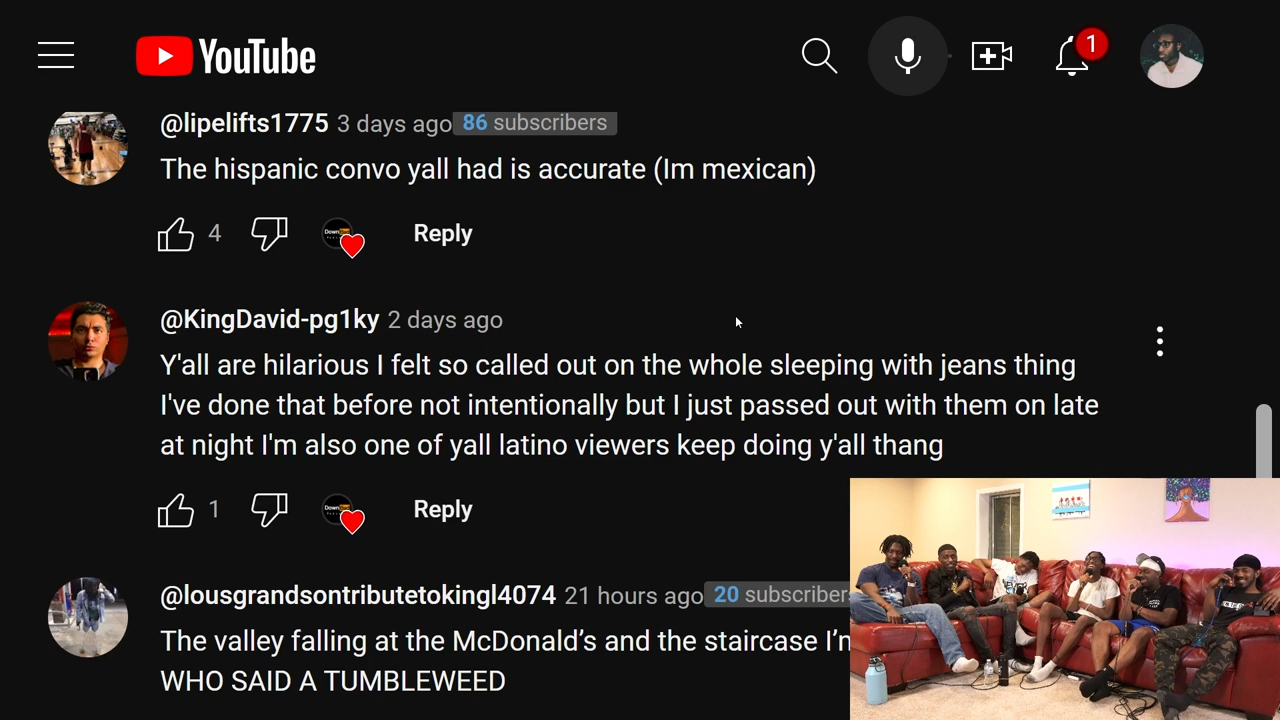 YouTube
1
@lipelifts1775 3 days ago 86 subscribers
The hispanic convo yall had is accurate (Im mexican)
4 Reply
@KingDavid-pg1ky 2 days ago
Y'all are hilarious I felt so called out on the whole sleeping with jeans thing
I've done that before not intentionally but I just passed out with them on late
at night I'm also one of yall latino viewers keep doing y'all thang
1 Reply
@lousgrandsontributetokingl4074 21 hours ago 20 subscriber
The valley falling at the McDonald’s and the staircase I’m
WHO SAID A TUMBLEWEED